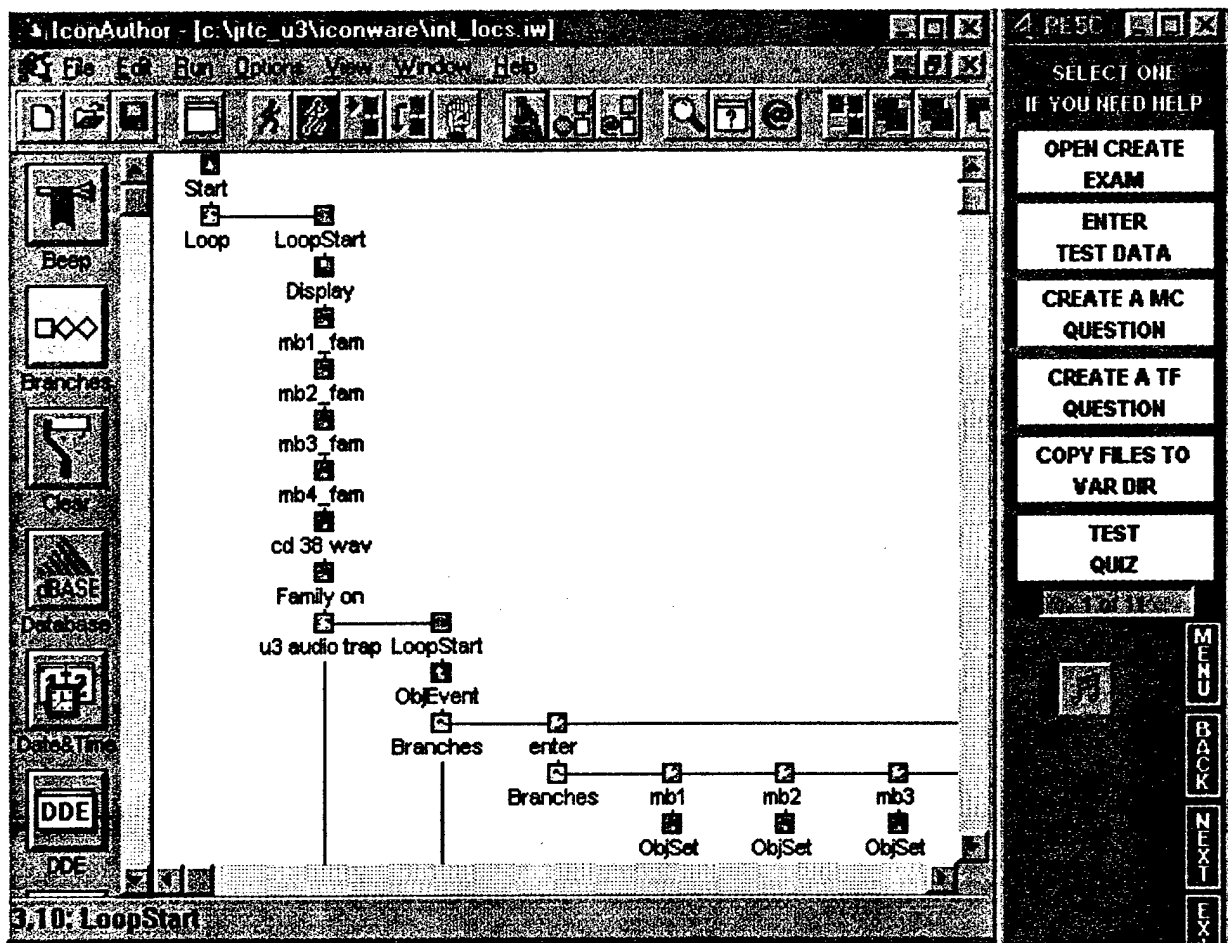 IconAuthor - [c:\jrtc_u3\iconware\int_locs.iw]
File Edit Run Options View Window Help
Beep
Branches
Clear
dBASE
Database
Date&Time
DDE
DDE
Start
Loop LoopStart
Display
mb1_fam
mb2_fam
mb3_fam
mb4_fam
cd 38 wav
Family on
u3 audio trap LoopStart
ObjEvent
Branches enter
Branches mb1 mb2 mb3
ObjSet ObjSet ObjSet
3,10: LoopStart
PE5C
SELECT ONE
IF YOU NEED HELP
OPEN CREATE
EXAM
ENTER
TEST DATA
CREATE A MC
QUESTION
CREATE A TF
QUESTION
COPY FILES TO
VAR DIR
TEST
QUIZ
1 of 11
MENU
BACK
NEXT